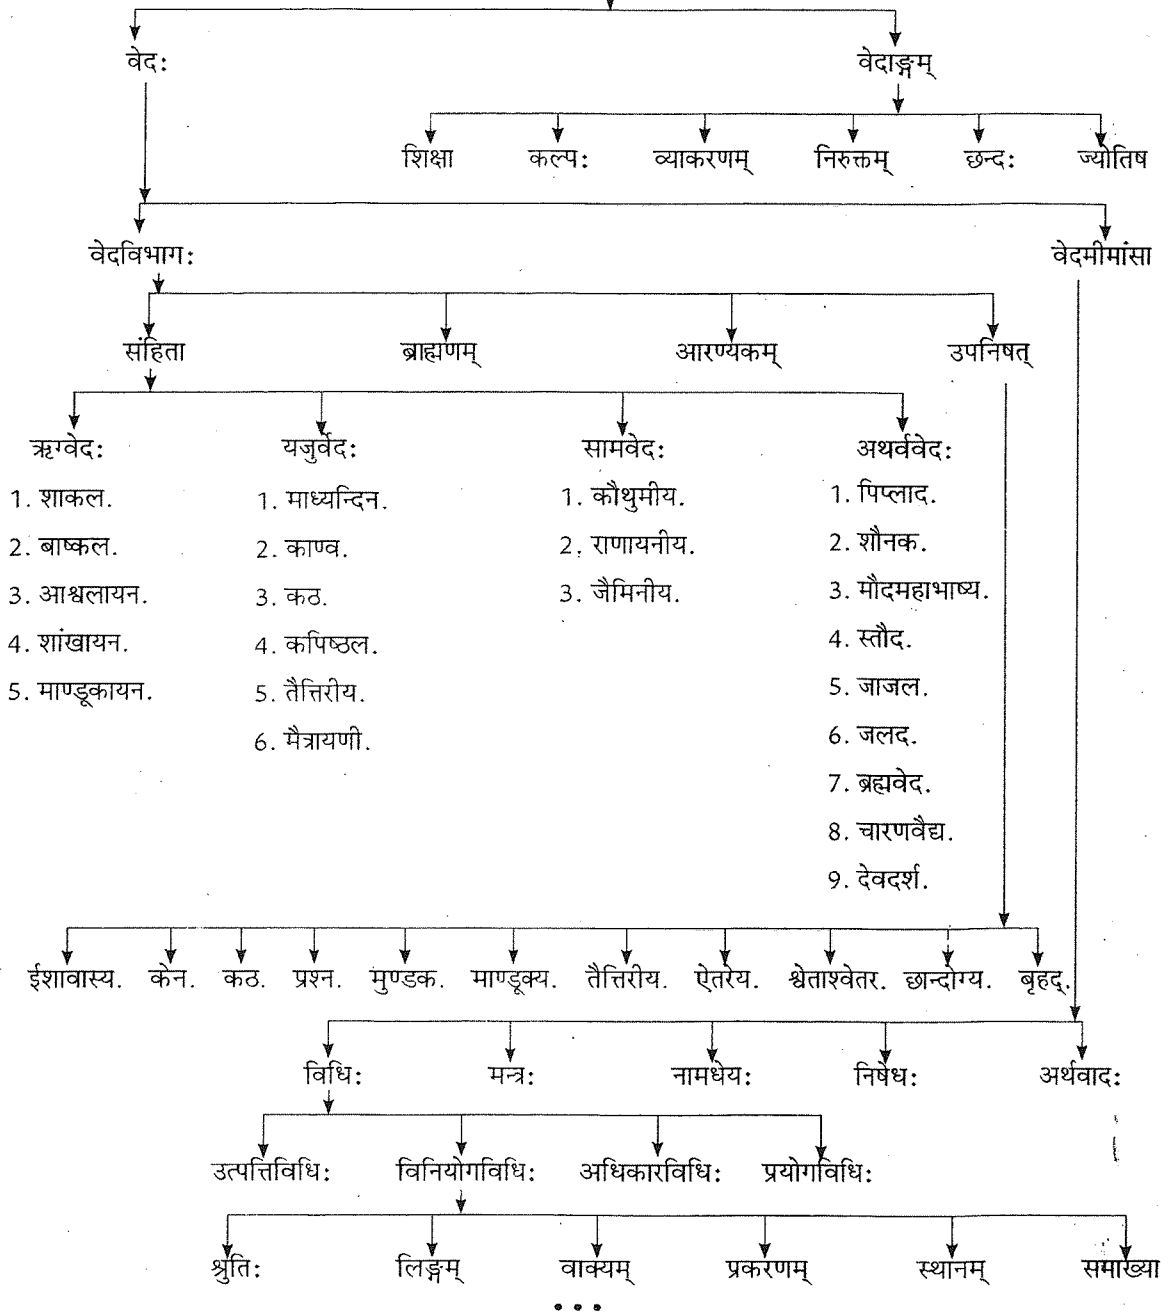 वेदः वेदाङ्गम्
शिक्षा कल्पः व्याकरणम् निरुक्तम् छन्दः ज्योतिष
वेदविभागः वेदमीमांसा
संहिता ब्राह्मणम् आरण्यकम् उपनिषत्
ऋग्वेदः यजुर्वेदः सामवेदः अथर्ववेदः
1. शाकल. 1. माध्यन्दिन. 1. कौथुमीय. 1. पिप्लाद.
2. बाष्कल. 2. काण्व. 2. राणायनीय. 2. शौनक.
3. आश्वलायन. 3. कठ. 3. जैमिनीय. 3. मौदमहाभाष्य.
4. शांखायन. 4. कपिष्ठल. 4. स्तौद.
5. माण्डूकायन. 5. तैत्तिरीय. 5. जाजल.
6. मैत्रायणी. 6. जलद.
7. ब्रह्मवेद.
8. चारणवैद्य.
9. देवदर्श.
ईशावास्य. केन. कठ. प्रश्न. मुण्डक. माण्डूक्य. तैत्तिरीय. ऐतरेय. श्वेताश्वेतर. छान्दोग्य. बृहद्.
विधिः मन्त्रः नामधेयः निषेधः अर्थवादः
उत्पत्तिविधिः विनियोगविधिः अधिकारविधिः प्रयोगविधिः
श्रुतिः लिङ्गम् वाक्यम् प्रकरणम् स्थानम् समाख्या